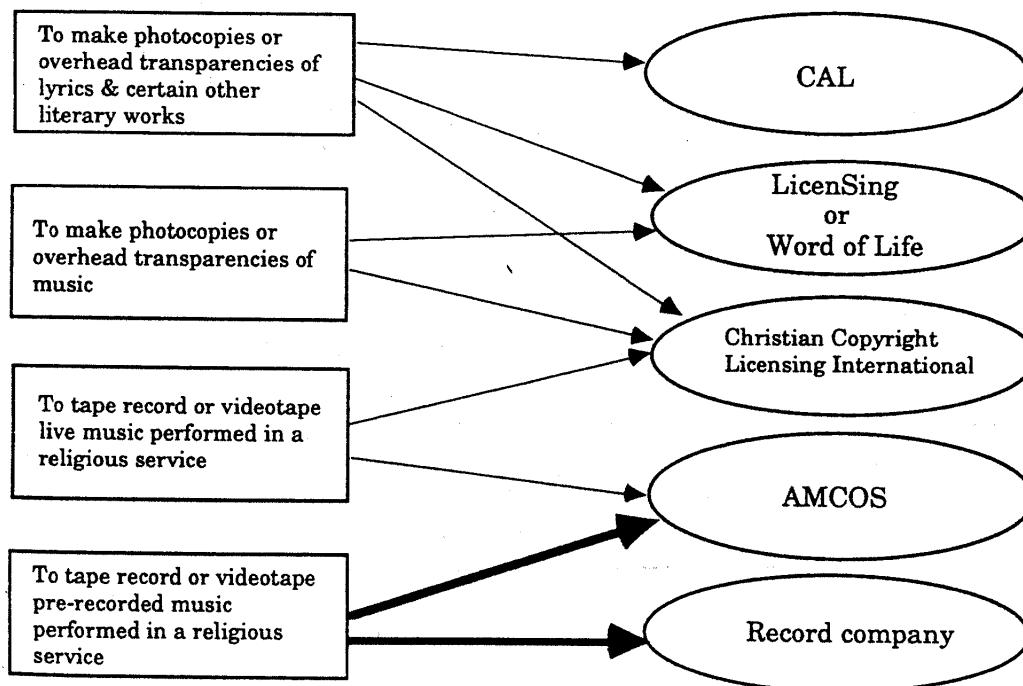 To make photocopies or
overhead transparencies of
lyrics & certain other
literary works
CAL
LicenSing
or
Word of Life
To make photocopies or
overhead transparencies of
music
Christian Copyright
Licensing International
To tape record or videotape
live music performed in a
religious service
AMCOS
To tape record or videotape
pre-recorded music
performed in a religious
service
Record company